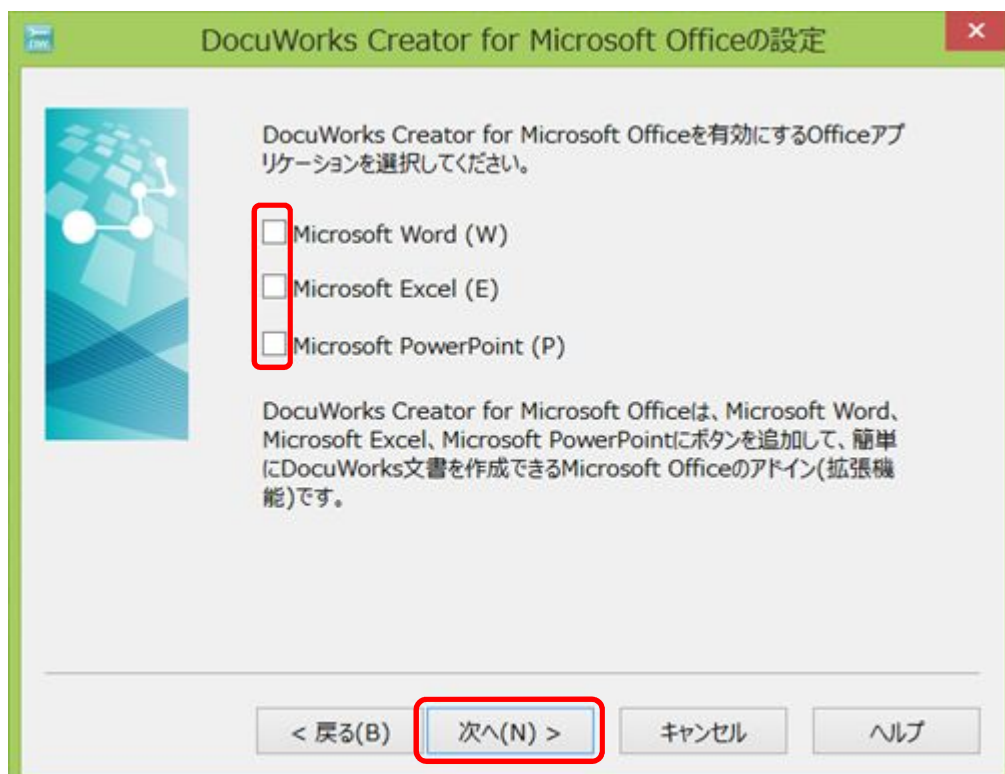 DocuWorks Creator for Microsoft Officeの設定
DocuWorks Creator for Microsoft Officeを有効にするOfficeアプ
リケーションを選択してください。
Microsoft Word (W)
Microsoft Excel (E)
Microsoft PowerPoint (P)
DocuWorks Creator for Microsoft Officeは、Microsoft Word、
Microsoft Excel、Microsoft PowerPointにボタンを追加して、簡単
にDocuWorks文書を作成できるMicrosoft Officeのアドイン(拡張機
能)です。
< 戻る(B) 次へ(N) > キャンセル ヘルプ